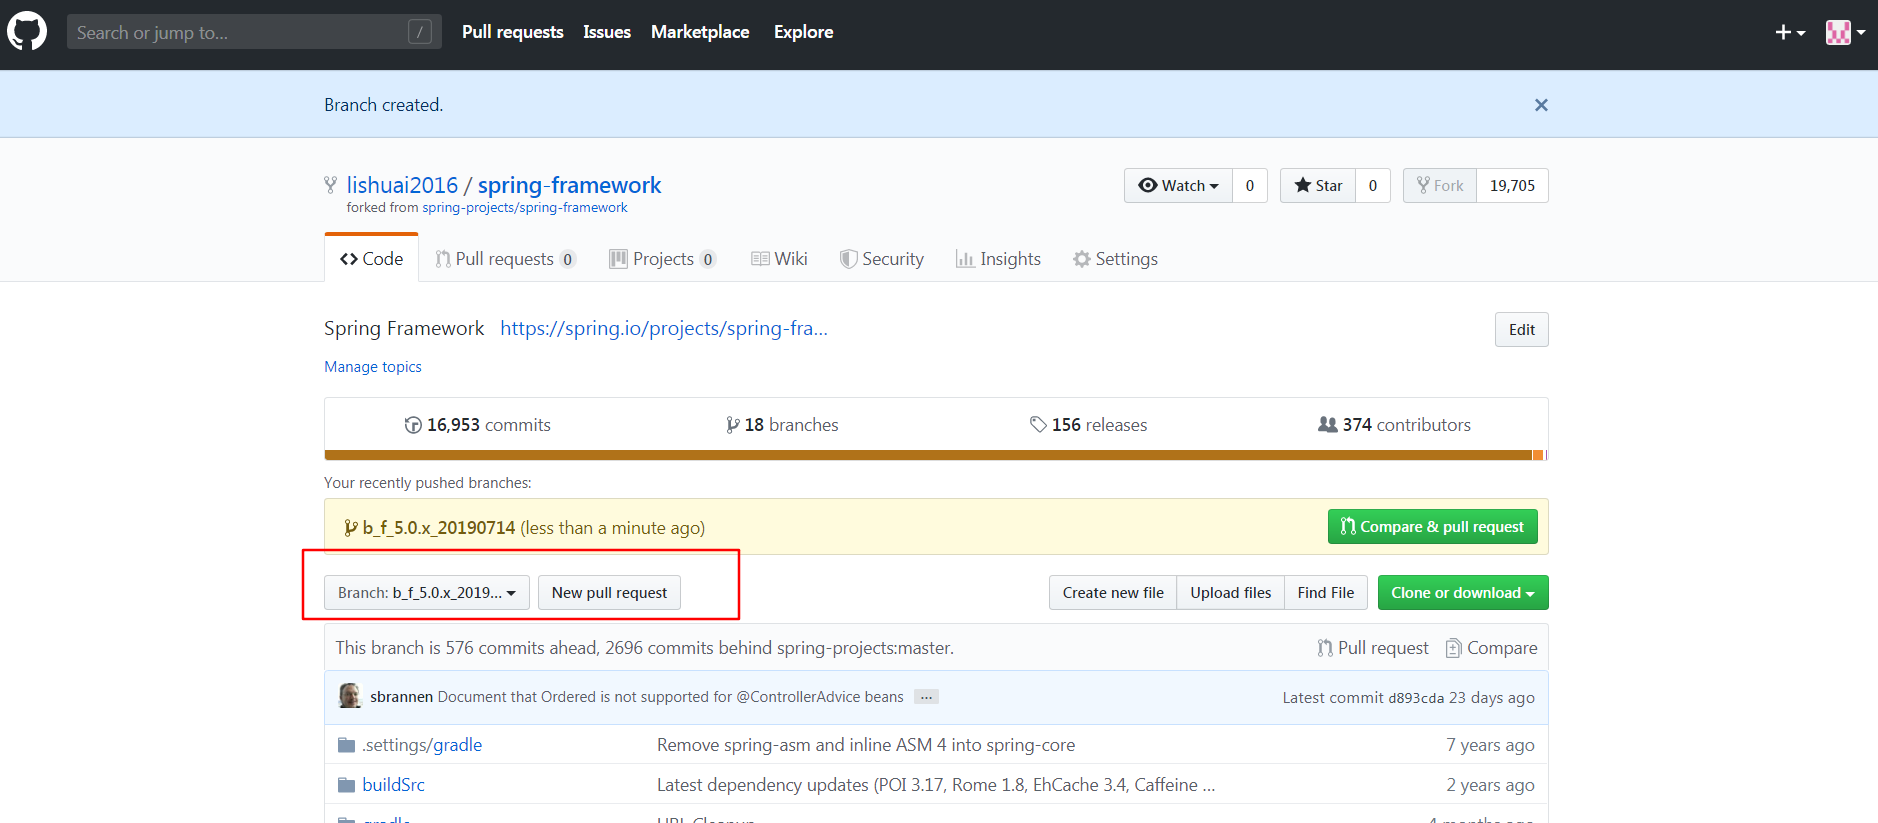 Search or jump to... /
Pull requests Issues Marketplace Explore
Branch created.
lishuai2016 / spring-framework
forked from spring-projects/spring-framework
Watch 0 Star 0 Fork 19,705
Code Pull requests 0 Projects 0 Wiki Security Insights Settings
Spring Framework https://spring.io/projects/spring-fra...
Edit
Manage topics
16,953 commits 18 branches 156 releases 374 contributors
Your recently pushed branches:
b_f_5.0.x_20190714 (less than a minute ago)
Compare & pull request
Branch: b_f_5.0.x_2019... New pull request
Create new file Upload files Find File Clone or download
This branch is 576 commits ahead, 2696 commits behind spring-projects:master.
Pull request Compare
sbrannen Document that Ordered is not supported for @ControllerAdvice beans ...
Latest commit d893cda 23 days ago
.settings/gradle Remove spring-asm and inline ASM 4 into spring-core 7 years ago
buildSrc Latest dependency updates (POI 3.17, Rome 1.8, EhCache 3.4, Caffeine ... 2 years ago
gradle URL Cleanup 4 months ago